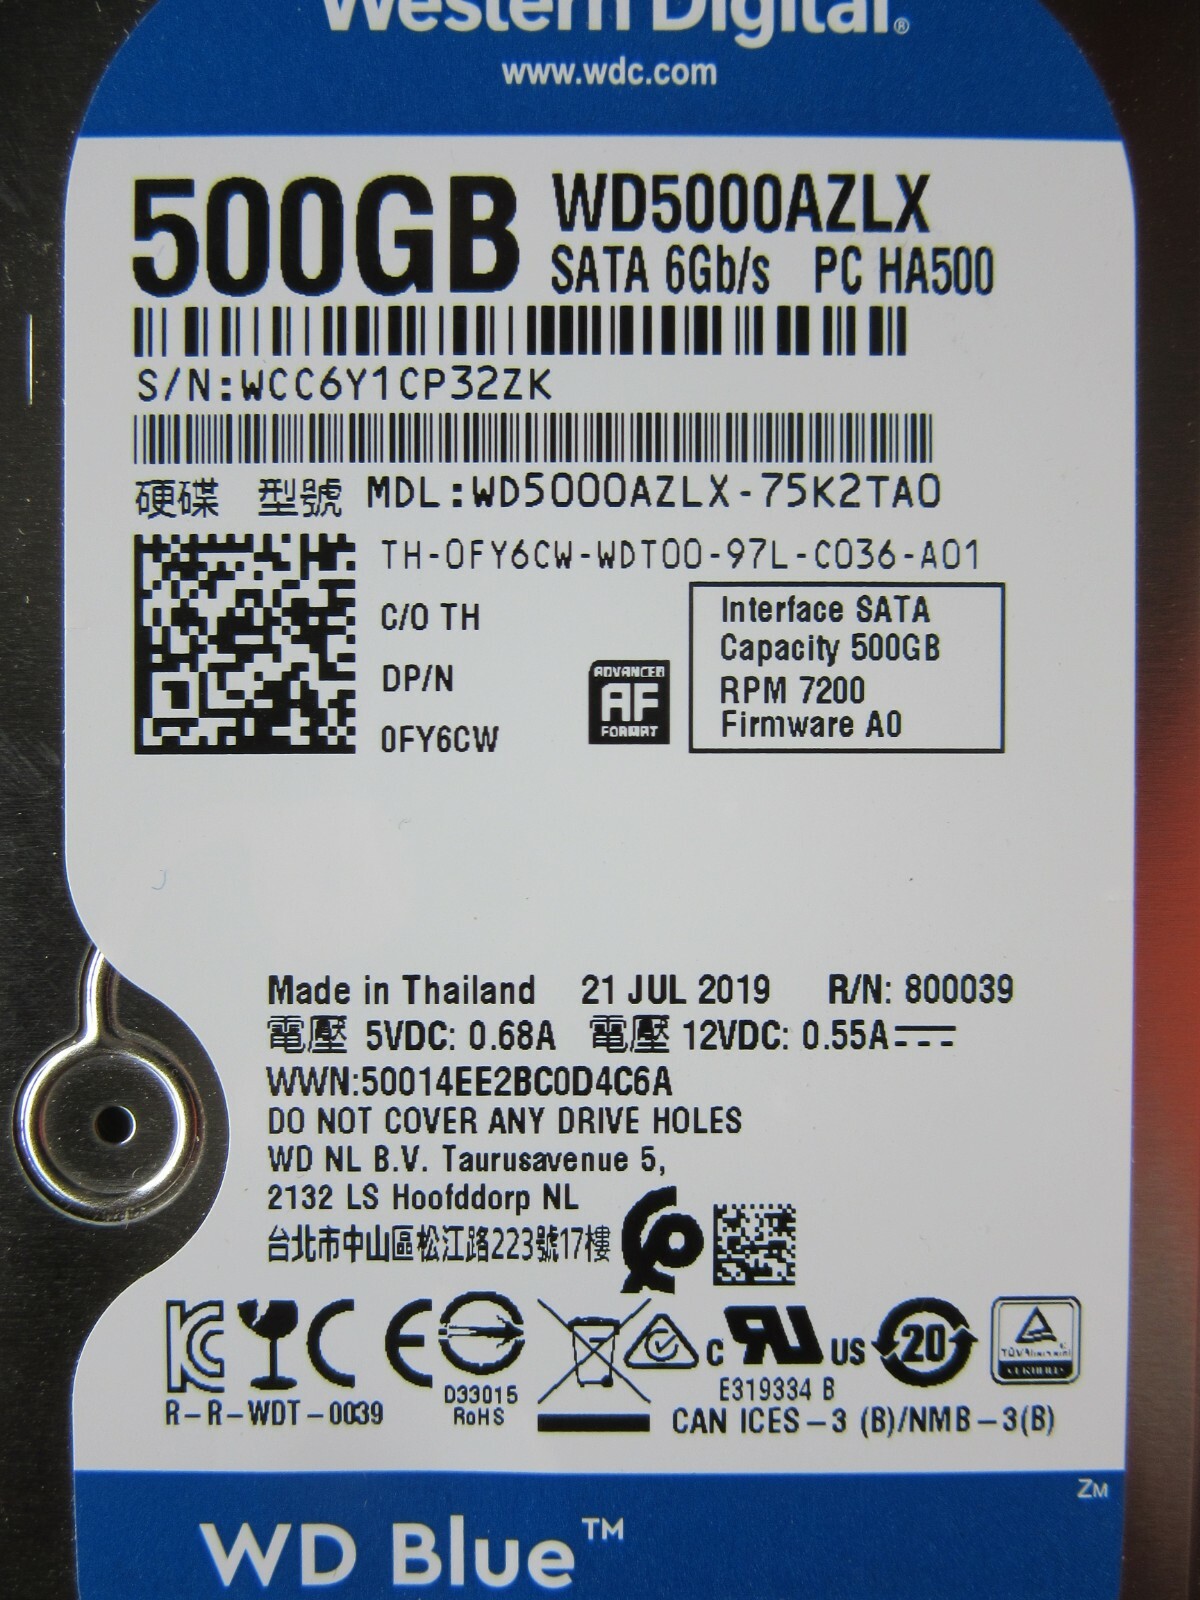 Western Digital®
www.wdc.com
500GB WD5000AZLX
SATA 6Gb/s PC HA500
S/N:WCC6Y1CP32ZK
硬碟 型號 MDL:WD5000AZLX-75K2TA0
TH-0FY6CW-WDT00-97L-C036-A01
C/O TH
DP/N
0FY6CW
ADVANCED
AF
FORMAT
Interface SATA
Capacity 500GB
RPM 7200
Firmware A0
Made in Thailand 21 JUL 2019 R/N: 800039
電壓 5VDC: 0.68A 電壓 12VDC: 0.55A
WWN:50014EE2BC0D4C6A
DO NOT COVER ANY DRIVE HOLES
WD NL B.V. Taurusavenue 5,
2132 LS Hoofddorp NL
台北市中山區松江路223號17樓
R-R-WDT-0039
CE
D33015
RoHS
C US
E319334 B
20
TÜVRheinland
CERTIFIED
CAN ICES-3 (B)/NMB-3(B)
ZM
WD Blue™